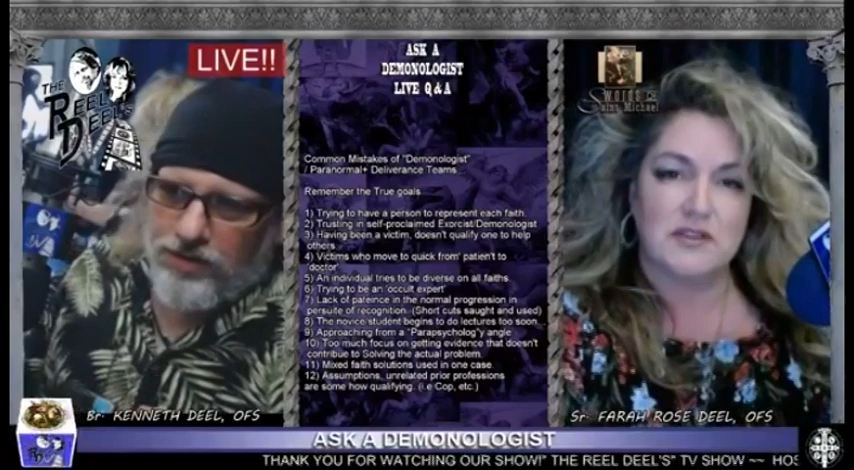 LIVE!!
THE
REEL
DEEL'S
ASK A
DEMONOLOGIST
LIVE Q&A
SWORD OF
Saint Michael
Common Mistakes of "Demonologist"
/ Paranormal+ Deliverance Teams...
Remember the True goals
1) Trying to have a person to represent each faith.
2) Trusting in self-proclaimed Exorcist/Demonologist
3) Having been a victim, doesn't qualify one to help
others...
4) Victims who move to quick from' patien't to
'doctor'
5) An individual tries to be diverse on all faiths.
6) Trying to be an 'occult expert'
7) Lack of patience in the normal progression in
persuite of recognition. (Short cuts saught and used)
8) The novice student begins to do lectures too soon...
9) Approaching from a "Parapsycholog"y angle
10) Too much focus on getting evidence that doesn't
contribue to Solving the actual problem.
11) Mixed faith solutions used in one case.
12) Assumptions, unrelated prior professions
are some how qualifying. (i.e Cop, etc.)
Br. KENNETH DEEL, OFS
Sr. FARAH ROSE DEEL, OFS
ASK A DEMONOLOGIST
THANK YOU FOR WATCHING OUR SHOW!" THE REEL DEEL'S" TV SHOW ~~ HOS